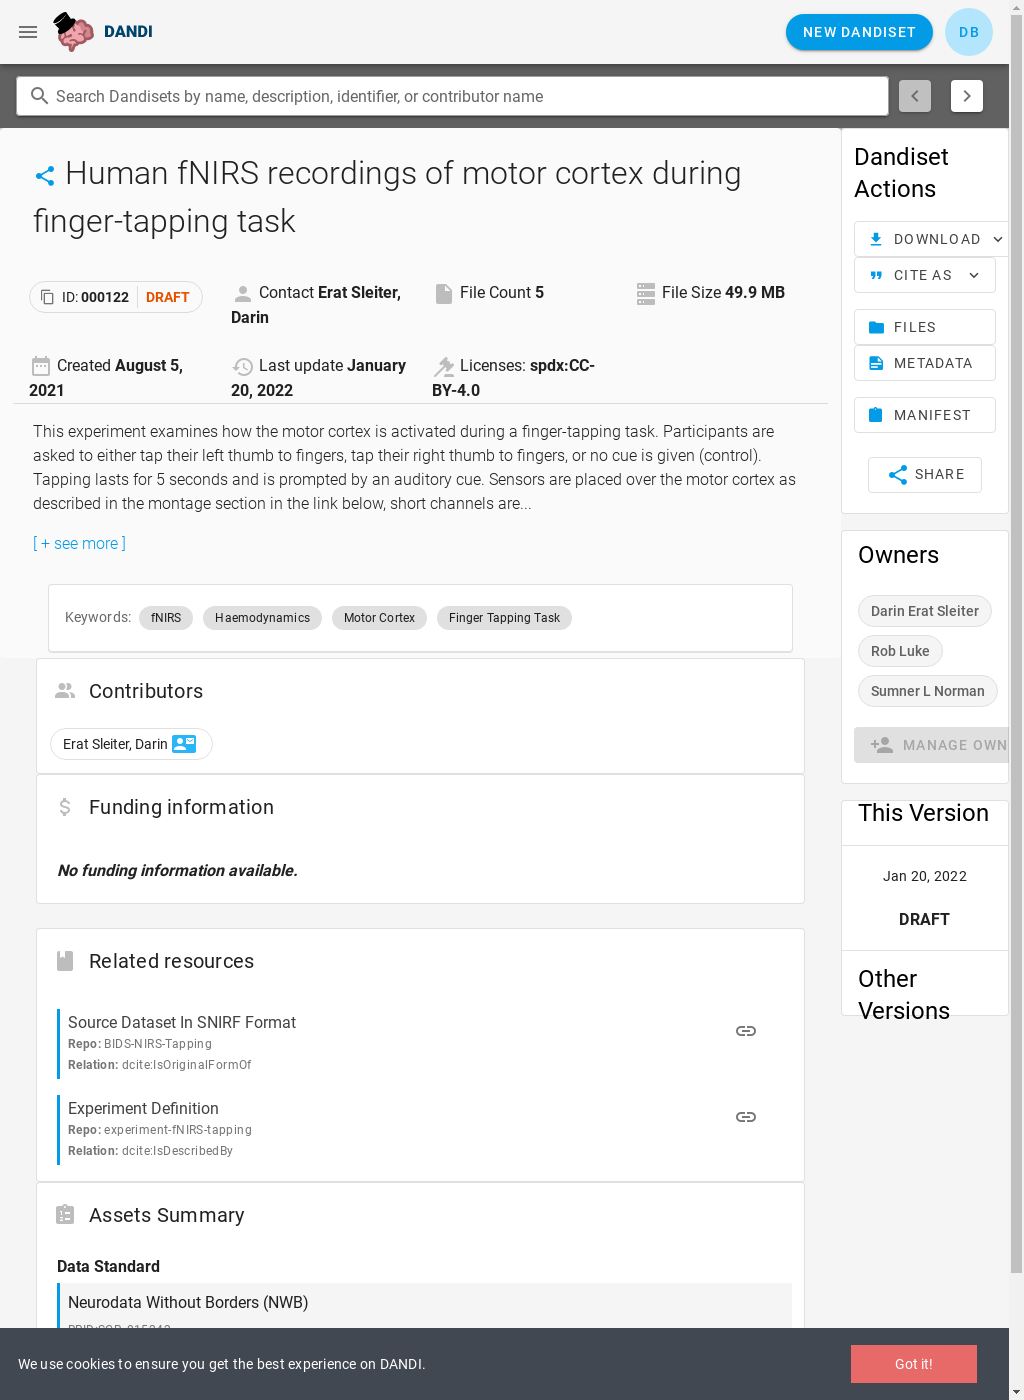 DANDI
NEW DANDISET
DB
Search Dandisets by name, description, identifier, or contributor name
Human fNIRS recordings of motor cortex during
finger-tapping task
ID: 000122 DRAFT
Contact Erat Sleiter,
Darin
File Count 5
File Size 49.9 MB
Created August 5,
2021
Last update January
20, 2022
Licenses: spdx:CC-
BY-4.0
This experiment examines how the motor cortex is activated during a finger-tapping task. Participants are
asked to either tap their left thumb to fingers, tap their right thumb to fingers, or no cue is given (control).
Tapping lasts for 5 seconds and is prompted by an auditory cue. Sensors are placed over the motor cortex as
described in the montage section in the link below, short channels are...
[ + see more ]
Keywords: fNIRS Haemodynamics Motor Cortex Finger Tapping Task
Contributors
Erat Sleiter, Darin
Funding information
No funding information available.
Related resources
Source Dataset In SNIRF Format
Repo: BIDS-NIRS-Tapping
Relation: dcite:IsOriginalFormOf
Experiment Definition
Repo: experiment-fNIRS-tapping
Relation: dcite:IsDescribedBy
Assets Summary
Data Standard
Neurodata Without Borders (NWB)
Dandiset
Actions
DOWNLOAD
CITE AS
FILES
METADATA
MANIFEST
SHARE
Owners
Darin Erat Sleiter
Rob Luke
Sumner L Norman
MANAGE OWN
This Version
Jan 20, 2022
DRAFT
Other
Versions
We use cookies to ensure you get the best experience on DANDI.
Got it!